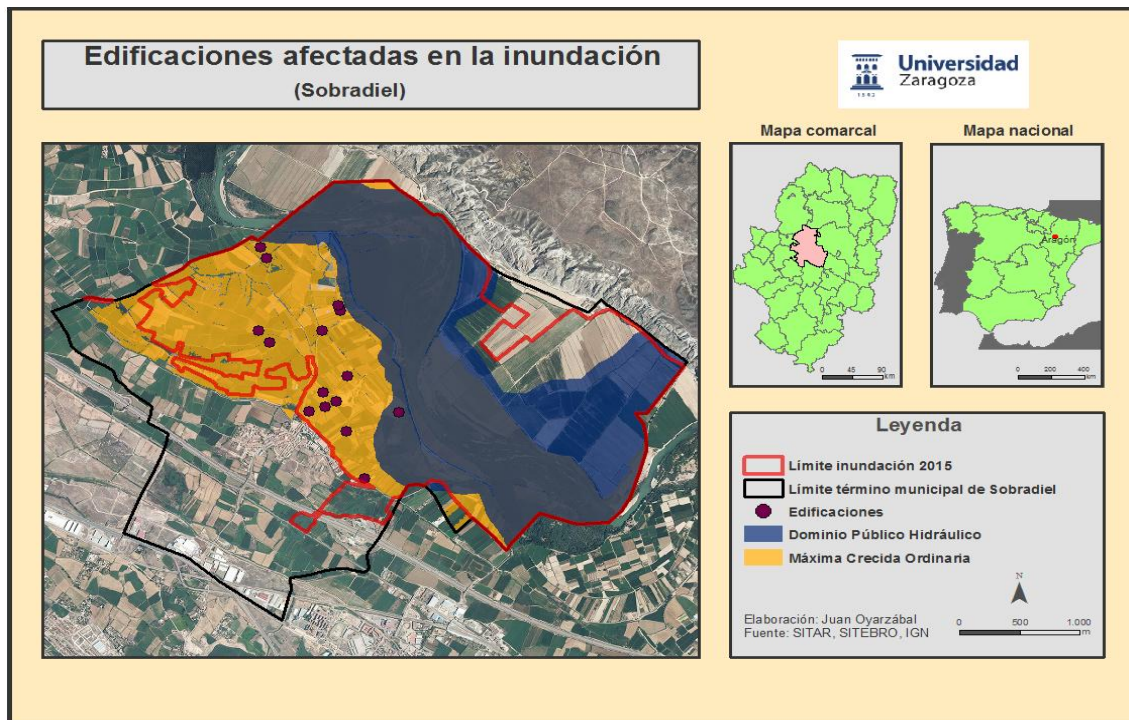 Edificaciones afectadas en la inundación
(Sobradiel)
Universidad
Zaragoza
1542
Mapa comarcal
Mapa nacional
Aragón
0 45 90
km
0 200 400
km
Leyenda
Límite inundación 2015
Límite término municipal de Sobradiel
Edificaciones
Dominio Público Hidráulico
Máxima Crecida Ordinaria
N
Elaboración: Juan Oyarzábal
Fuente: SITAR, SITEBRO, IGN
0 500 1.000
m